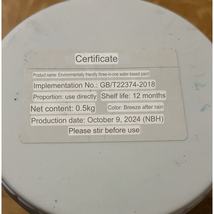 Certificate
Product name: Environmentally friendly three-in-one water-based paint
Implementation No.: GB/T22374-2018
Proportion: use directly Shelf life: 12 months
Net content: 0.5kg Color: Breeze after rain
Production date: October 9, 2024 (NBH)
Please stir before use